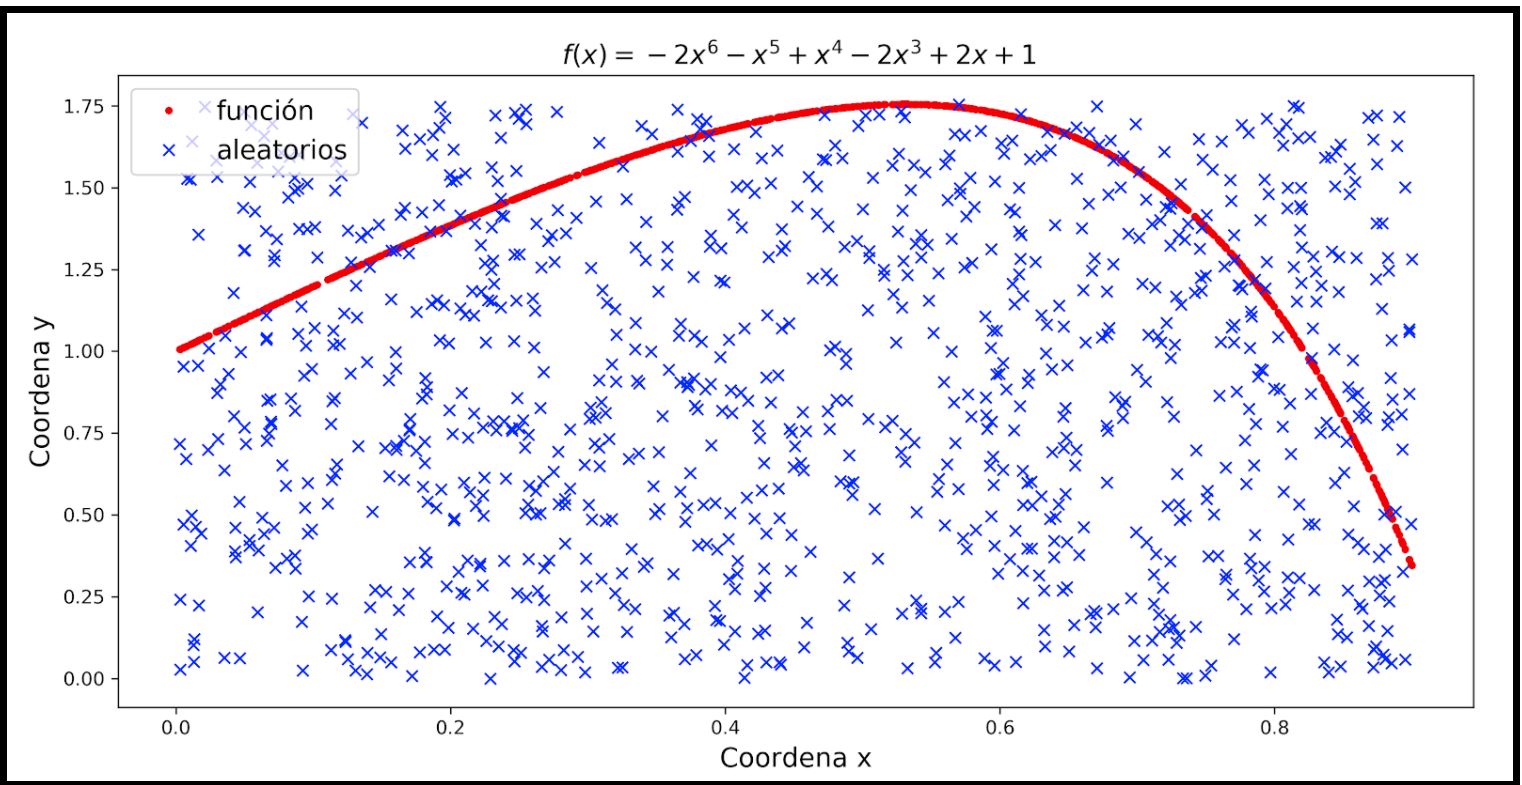 f(x) = −2x⁶ − x⁵ + x⁴ − 2x³ + 2x + 1
función
aleatorios
1.75
1.50
1.25
1.00
0.75
0.50
0.25
0.00
Coordena y
0.0 0.2 0.4 0.6 0.8
Coordena x